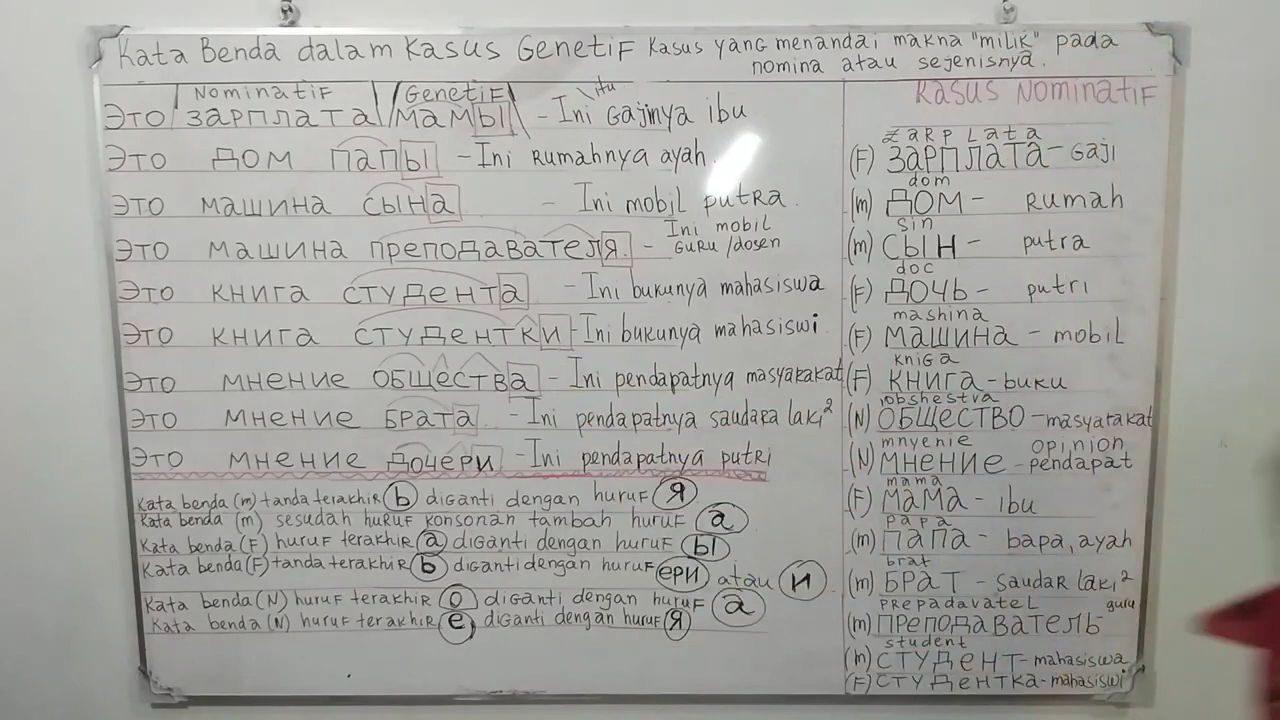 Kata Benda dalam Kasus Genetif Kasus yang menandai makna "milik" pada
nomina atau sejenisnya.
Nominatif Genetif itu
ЭТО ЗАРПЛАТА МАМЫ - Ini Gajinya ibu
ЭТО ДОМ ПАПЫ - Ini Rumahnya ayah.
ЭТО МАШИНА СЫНА - Ini mobil putra.
ЭТО МАШИНА ПРЕПОДАВАТЕЛЯ. - Ini mobil
Guru/dosen
ЭТО КНИГА СТУДЕНТА - Ini bukunya mahasiswa
ЭТО КНИГА СТУДЕНТКИ - Ini bukunya mahasiswi
ЭТО МНЕНИЕ ОБЩЕСТВА - Ini pendapatnya masyakakat
ЭТО МНЕНИЕ БРАТА - Ini pendapatnya saudara laki²
ЭТО МНЕНИЕ ДОЧЕРИ - Ini pendapatnya putri
Kata benda (m) tanda terakhir ь diganti dengan huruf я
Kata benda (m) sesudah huruf konsonan tambah huruf а
Kata benda (F) huruf terakhir а diganti dengan huruf ы
Kata benda (F) tanda terakhir ь diganti dengan huruf ери atau и
Kata benda (N) huruf terakhir о diganti dengan huruf а
Kata benda (N) huruf terakhir е diganti dengan huruf я
Kasus Nominatif
zarplata
(F) ЗАРПЛАТА - Gaji
dom
(m) ДОМ - Rumah
sin
(m) СЫН - putra
doc
(F) ДОЧЬ - putri
mashina
(F) МАШИНА - mobil
kniga
(F) КНИГА - buku
obshestva
(N) ОБЩЕСТВО - masyarakat
mnyenie opinion
(N) МНЕНИЕ - pendapat
mama
(F) МАМА - ibu
papa
(m) ПАПА - bapa, ayah
brat
(m) БРАТ - saudar laki²
prepadavatel guru
(m) ПРЕПОДАВАТЕЛЬ -
student
(m) СТУДЕНТ - mahasiswa
(F) СТУДЕНТКА - mahasiswi